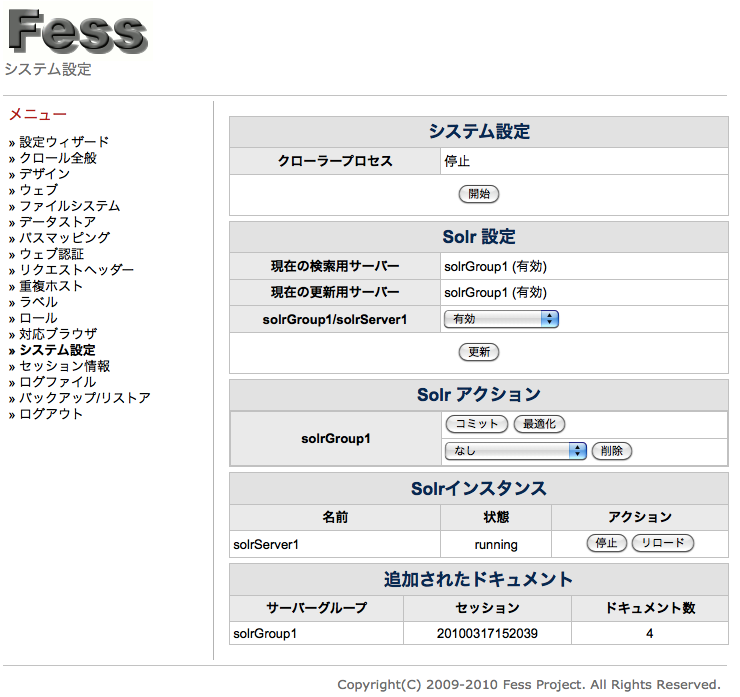 Fess
システム設定
メニュー
» 設定ウィザード
» クロール全般
» デザイン
» ウェブ
» ファイルシステム
» データストア
» パスマッピング
» ウェブ認証
» リクエストヘッダー
» 重複ホスト
» ラベル
» ロール
» 対応ブラウザ
» システム設定
» セッション情報
» ログファイル
» バックアップ/リストア
» ログアウト
システム設定
クローラープロセス 停止
開始
Solr 設定
現在の検索用サーバー solrGroup1 (有効)
現在の更新用サーバー solrGroup1 (有効)
solrGroup1/solrServer1 有効
更新
Solr アクション
solrGroup1 コミット 最適化
なし 削除
Solrインスタンス
名前 状態 アクション
solrServer1 running 停止 リロード
追加されたドキュメント
サーバーグループ セッション ドキュメント数
solrGroup1 20100317152039 4
Copyright(C) 2009-2010 Fess Project. All Rights Reserved.